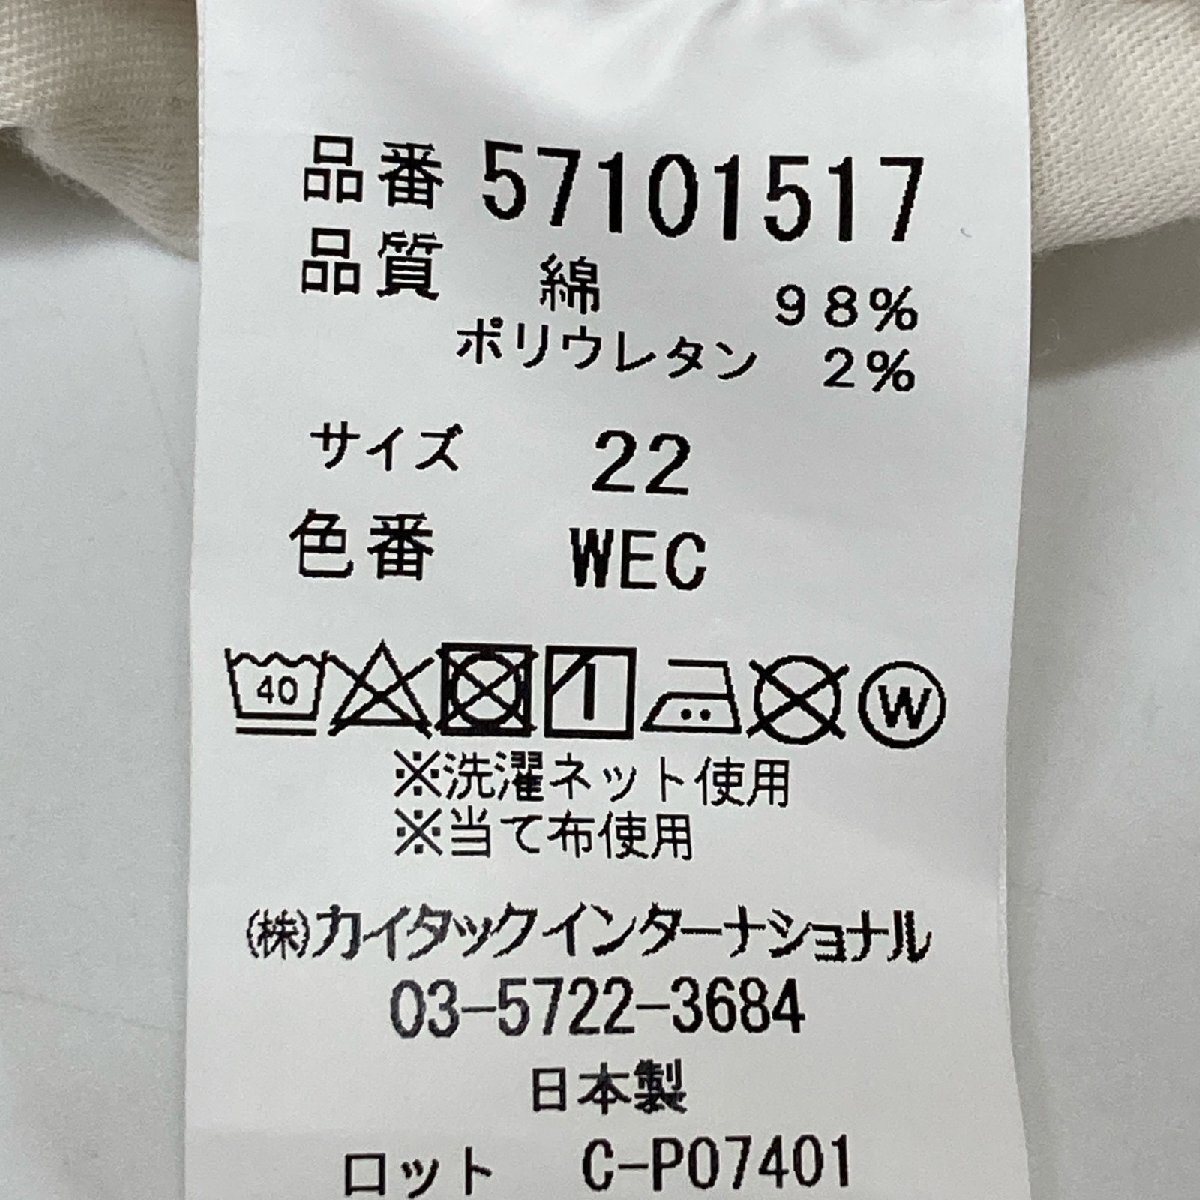 品番 57101517
品質 綿 98%
ポリウレタン 2%
サイズ 22
色番 WEC
40 W
※洗濯ネット使用
※当て布使用
(株)カイタックインターナショナル
03-5722-3684
日本製
ロット C-P07401